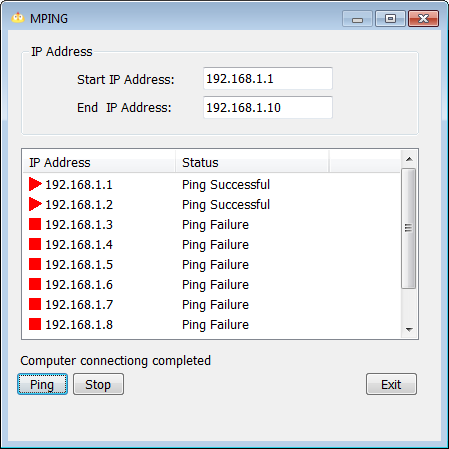 MPING
IP Address
Start IP Address: 192.168.1.1
End IP Address: 192.168.1.10
IP Address Status
192.168.1.1 Ping Successful
192.168.1.2 Ping Successful
192.168.1.3 Ping Failure
192.168.1.4 Ping Failure
192.168.1.5 Ping Failure
192.168.1.6 Ping Failure
192.168.1.7 Ping Failure
192.168.1.8 Ping Failure
Computer connectiong completed
Ping Stop Exit